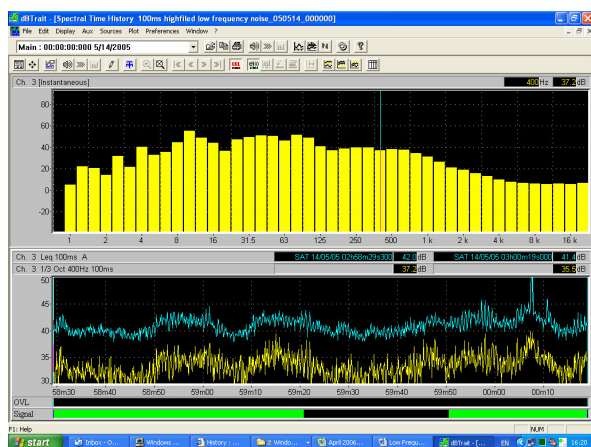 dBTrait - [Spectral Time History 100ms highfiled low frequency noise_050514_000000]
File Edit Display Aux Sources Plot Preferences Window ?
Main : 00:00:00:000 5/14/2005
Ch. 3 [Instantaneous] 400 Hz 37.2 dB
80
60
40
20
0
-20
1 2 4 8 16 31.5 63 125 250 500 1 k 2 k 4 k 8 k 16 k
Ch. 3 Leq 100ms A SAT 14/05/05 02h58m29s300 42.0 dB SAT 14/05/05 03h00m19s000 41.4 dB
Ch. 3 1/3 Oct 400Hz 100ms 37.2 dB 35.6 dB
50
45
40
35
30
58m30 58m40 58m50 59m00 59m10 59m20 59m30 59m40 59m50 00m00 00m10
OVL
Signal
F1: Help NUM
start Inbox - O... Windows ... History : ... 2 Windo... April2006... Low Frequ... dBTrait - [... EN 16:20